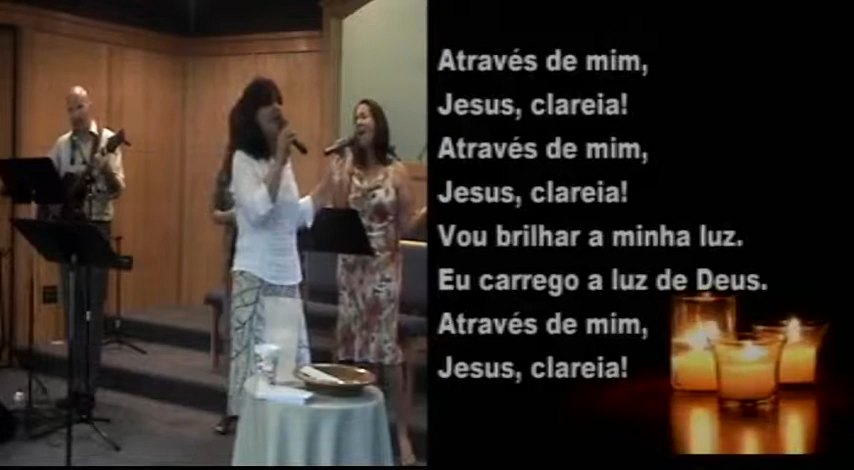 Através de mim,
Jesus, clareia!
Através de mim,
Jesus, clareia!
Vou brilhar a minha luz.
Eu carrego a luz de Deus.
Através de mim,
Jesus, clareia!